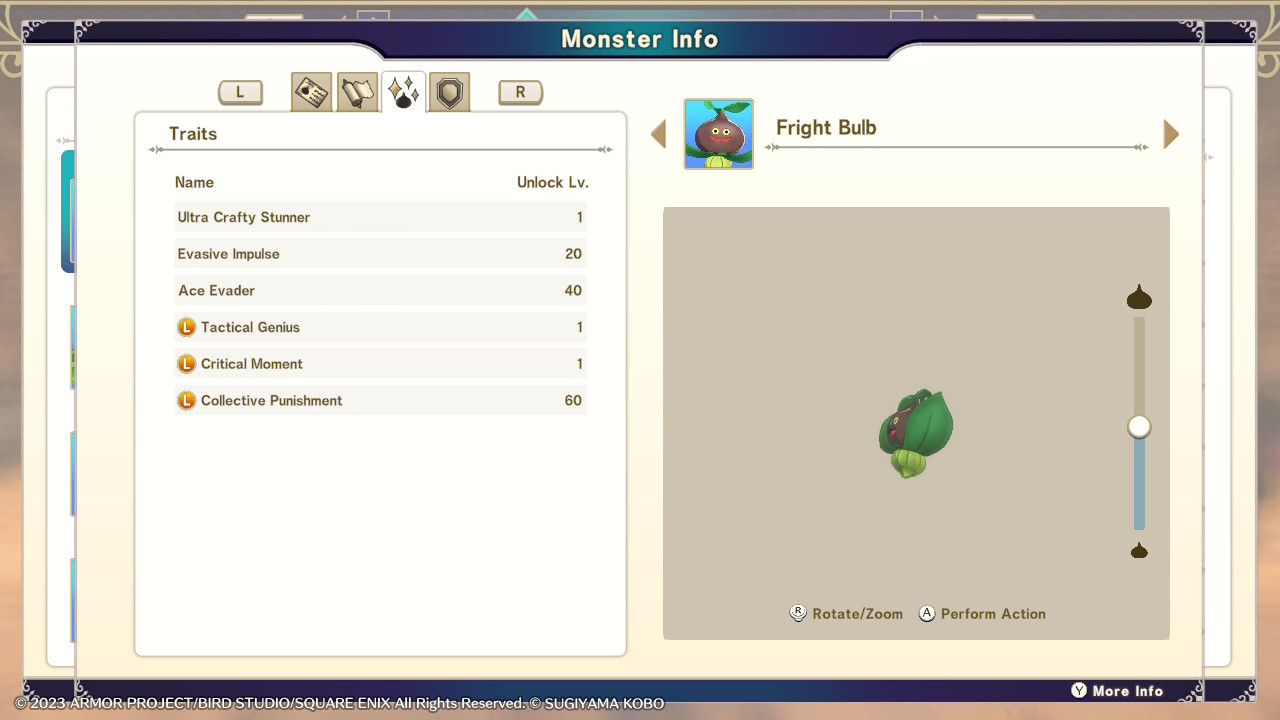 Monster Info
L
R
Traits
Name Unlock Lv.
Ultra Crafty Stunner 1
Evasive Impulse 20
Ace Evader 40
L Tactical Genius 1
L Critical Moment 1
L Collective Punishment 60
Fright Bulb
R Rotate/Zoom A Perform Action
Y More Info
© 2023 ARMOR PROJECT/BIRD STUDIO/SQUARE ENIX All Rights Reserved. © SUGIYAMA KOBO